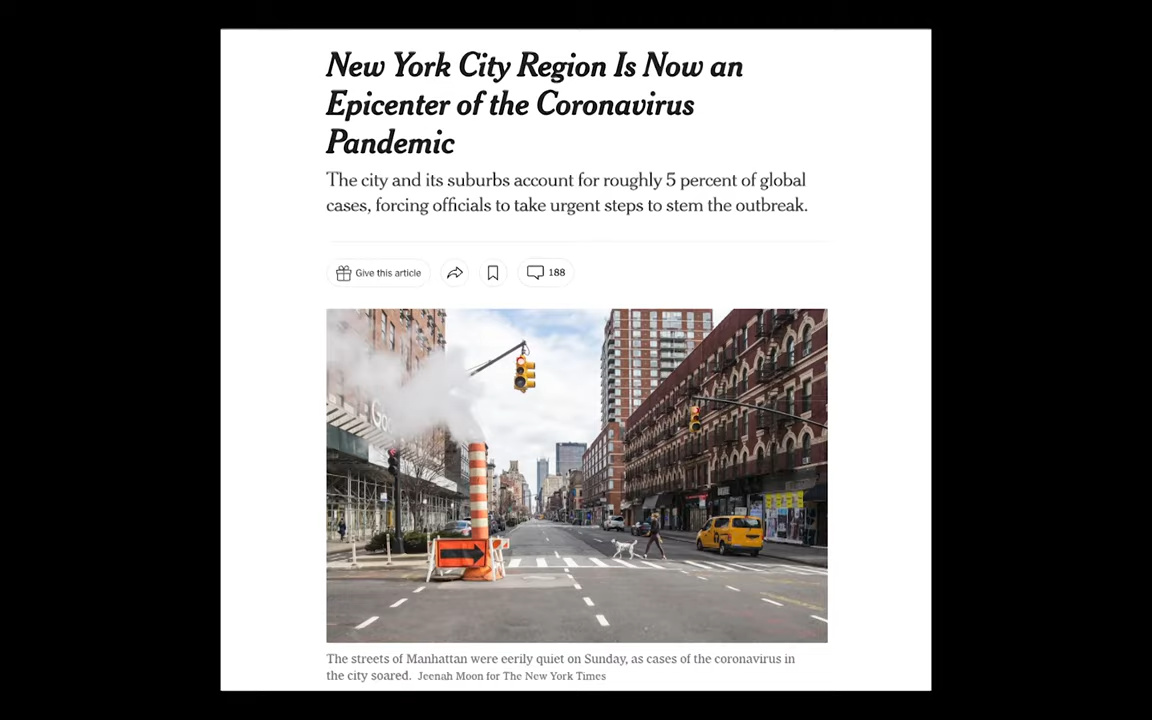 New York City Region Is Now an
Epicenter of the Coronavirus
Pandemic
The city and its suburbs account for roughly 5 percent of global
cases, forcing officials to take urgent steps to stem the outbreak.
Give this article
188
Go
The streets of Manhattan were eerily quiet on Sunday, as cases of the coronavirus in
the city soared. Jeenah Moon for The New York Times